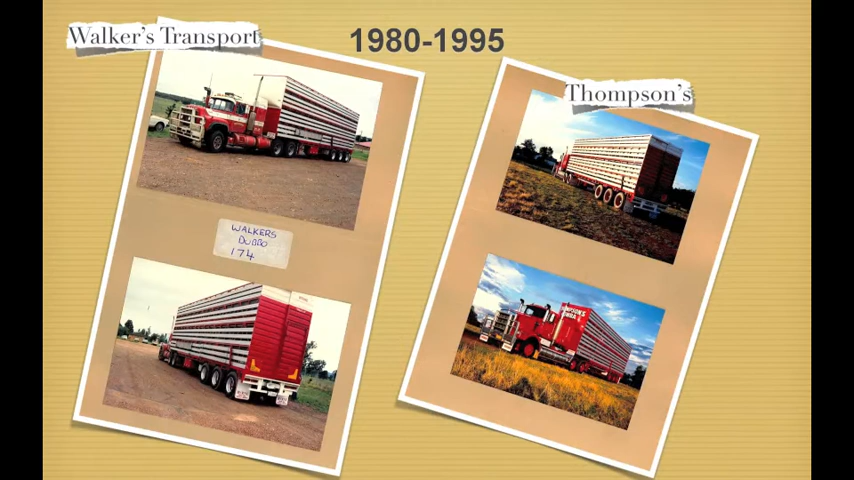 Walker's Transport
1980-1995
Thompson's
WALKERS
DUBBO
174